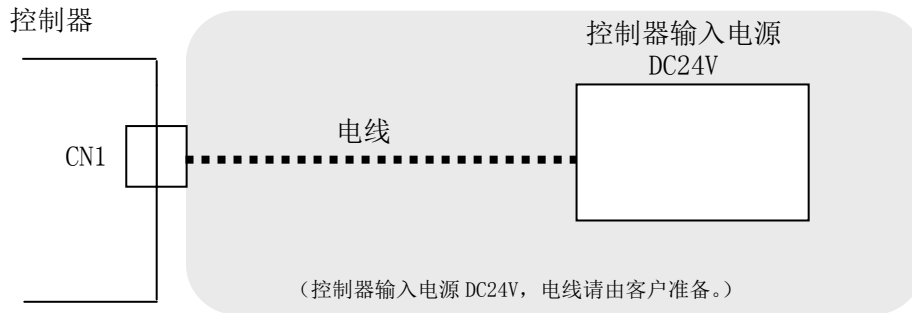 控制器
控制器输入电源
DC24V
电线
CN1
（控制器输入电源 DC24V，电线请由客户准备。）